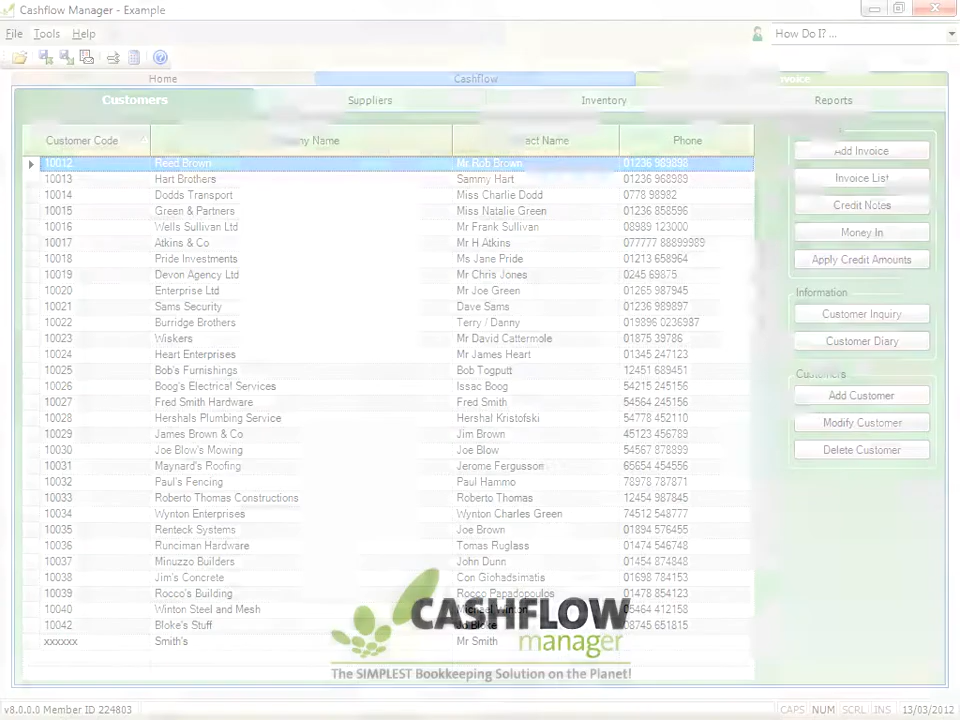 Cashflow Manager - Example
File Tools Help
How Do I? ...
Home Cashflow
Customers Suppliers Inventory Reports
Customer Code Name Name Phone
10012 Reed Brown Mr Rob Brown 01236 989898
10013 Hart Brothers Sammy Hart 01236 968989
10014 Dodds Transport Miss Charlie Dodd 0778 98982
10015 Green & Partners Miss Natalie Green 01236 858596
10016 Wells Sullivan Ltd Mr Frank Sullivan 08989 123000
10017 Atkins & Co Mr H Atkins 077777 88899989
10018 Pride Investments Ms Jane Pride 01213 658964
10019 Devon Agency Ltd Mr Chris Jones 0245 69875
10020 Enterprise Ltd Mr Joe Green 01265 987945
10021 Sams Security Dave Sams 01236 989897
10022 Burridge Brothers Terry / Danny 019896 0236987
10023 Wiskers Mr David Cattermole 01875 39786
10024 Heart Enterprises Mr James Heart 01345 247123
10025 Bob's Furnishings Bob Togputt 12451 689451
10026 Boog's Electrical Services Issac Boog 54215 245156
10027 Fred Smith Hardware Fred Smith 54564 245156
10028 Hershals Plumbing Service Hershal Kristofski 54778 452110
10029 James Brown & Co Jim Brown 45123 456789
10030 Joe Blow's Mowing Joe Blow 54567 878899
10031 Maynard's Roofing Jerome Fergusson 65654 454556
10032 Paul's Fencing Paul Hammo 78978 787871
10033 Roberto Thomas Constructions Roberto Thomas 12454 987845
10034 Wynton Enterprises Wynton Charles Green 74512 548777
10035 Renteck Systems Joe Brown 01894 576455
10036 Runciman Hardware Tomas Ruglass 01474 546748
10037 Minuzzo Builders John Dunn 01454 874848
10038 Jim's Concrete Con Giohadsimatis 01698 784153
10039 Rocco's Building Rocco Papadopoulos 01478 854123
10040 Winton Steel and Mesh Michael Winton 05464 412158
10042 Bloke's Stuff Jo Bloke 08745 651815
xxxxxx Smith's Mr Smith
Add Invoice
Invoice List
Credit Notes
Money In
Apply Credit Amounts
Information
Customer Inquiry
Customer Diary
Customers
Add Customer
Modify Customer
Delete Customer
CASHFLOW
manager
The SIMPLEST Bookkeeping Solution on the Planet!
v8.0.0.0 Member ID 224803 CAPS NUM SCRL INS 13/03/2012